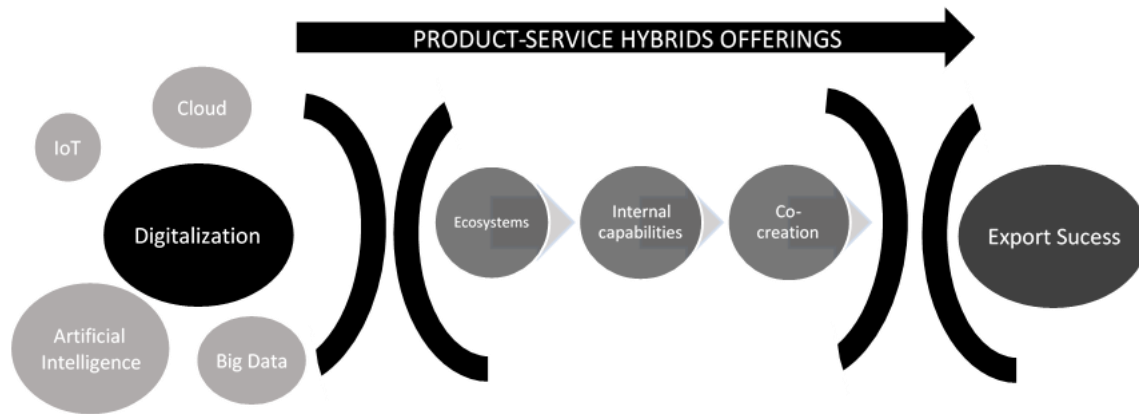 PRODUCT-SERVICE HYBRIDS OFFERINGS
Cloud
IoT
Digitalization
Artificial
Intelligence
Big Data
Ecosystems
Internal
capabilities
Co-
creation
Export Sucess